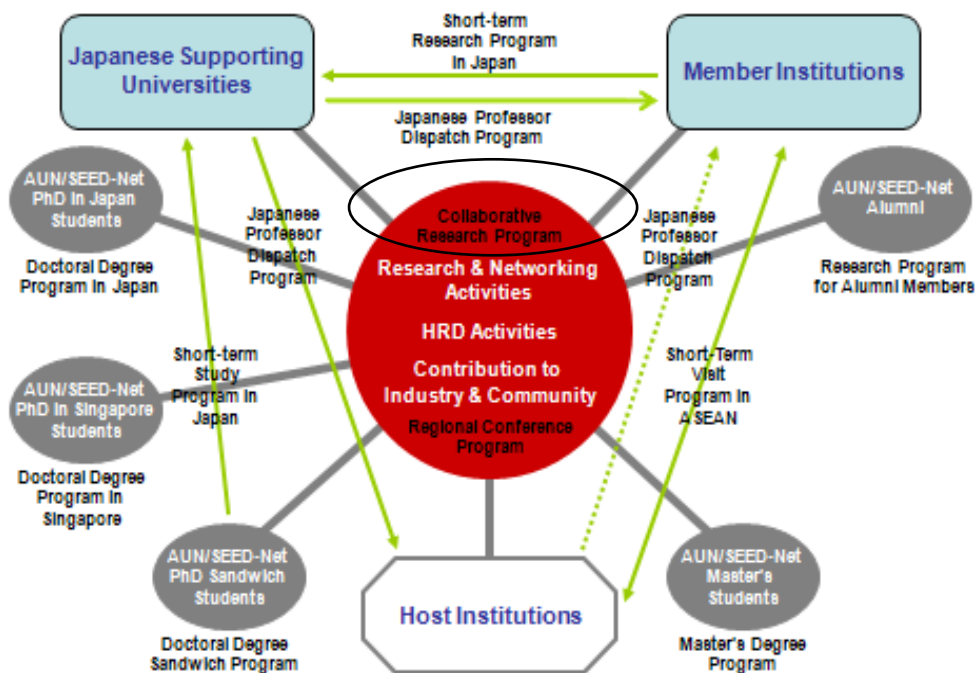 Short-term
Research Program
in Japan
Japanese Supporting
Universities
Member Institutions
Japanese Professor
Dispatch Program
AUN/SEED-Net
PhD in Japan
Students
Doctoral Degree
Program in Japan
Japanese
Professor
Dispatch
Program
Collaborative
Research Program
Research & Networking
Activities
HRD Activities
Contribution to
Industry & Community
Regional Conference
Program
Japanese
Professor
Dispatch
Program
AUN/SEED-Net
Alumni
Research Program
for Alumni Members
Short-term
Study
Program in
Japan
Short-Term
Visit
Program in
ASEAN
AUN/SEED-Net
PhD in Singapore
Students
Doctoral Degree
Program in
Singapore
AUN/SEED-Net
PhD Sandwich
Students
Doctoral Degree
Sandwich Program
Host Institutions
AUN/SEED-Net
Master's
Students
Master's Degree
Program